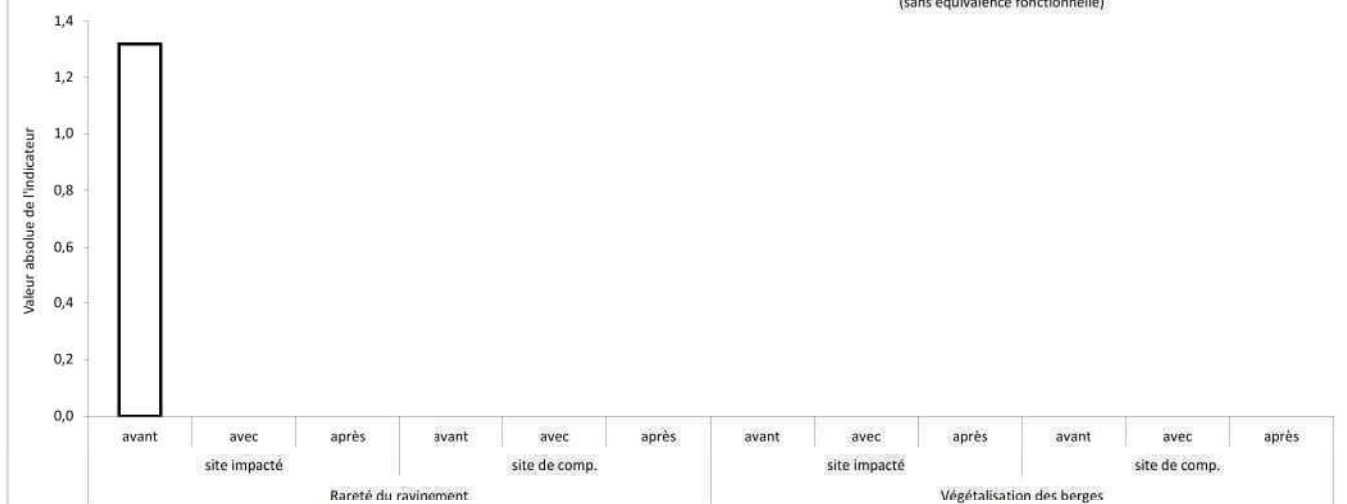 (sans équivalence fonctionnelle)
1,4
1,2
1,0
0,8
0,6
0,4
0,2
0,0
Valeur absolue de l'indicateur
avant avec après avant avec après avant avec après avant avec après
site impacté site de comp. site impacté site de comp.
Rareté du ravinement Végétalisation des berges